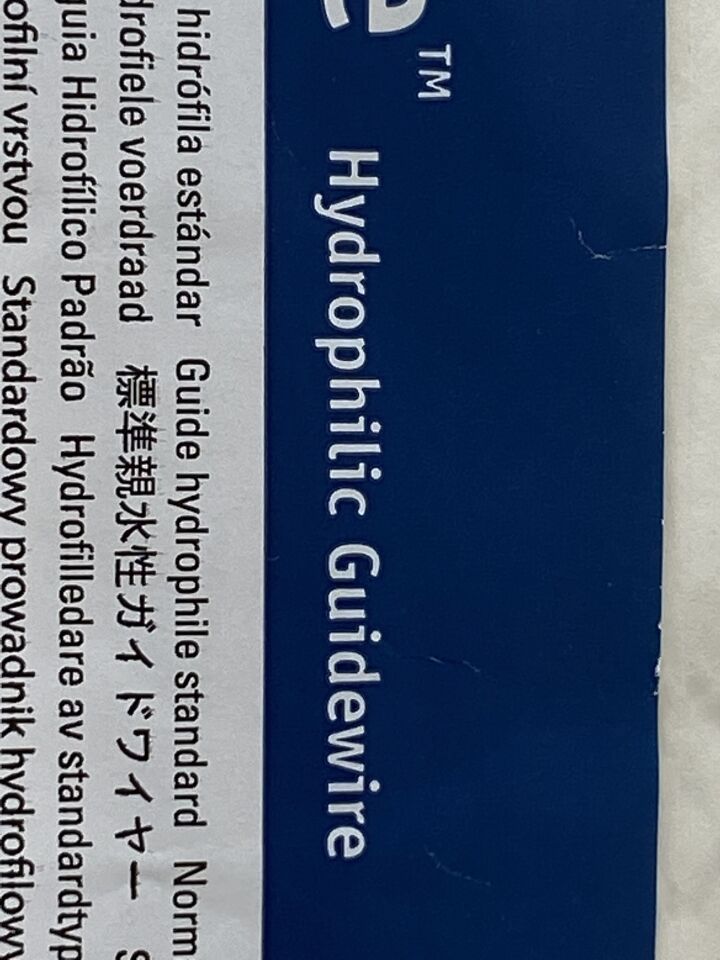 ™
Hydrophilic Guidewire
hidrófila estándar Guide hydrophile standard Norm
drofiele voerdraad 標準親水性ガイドワイヤー S
guia Hidrofílico Padrão Hydrofilledare av standardtyp
ofilní vrstvou Standardowy prowadnik hydrofilowy